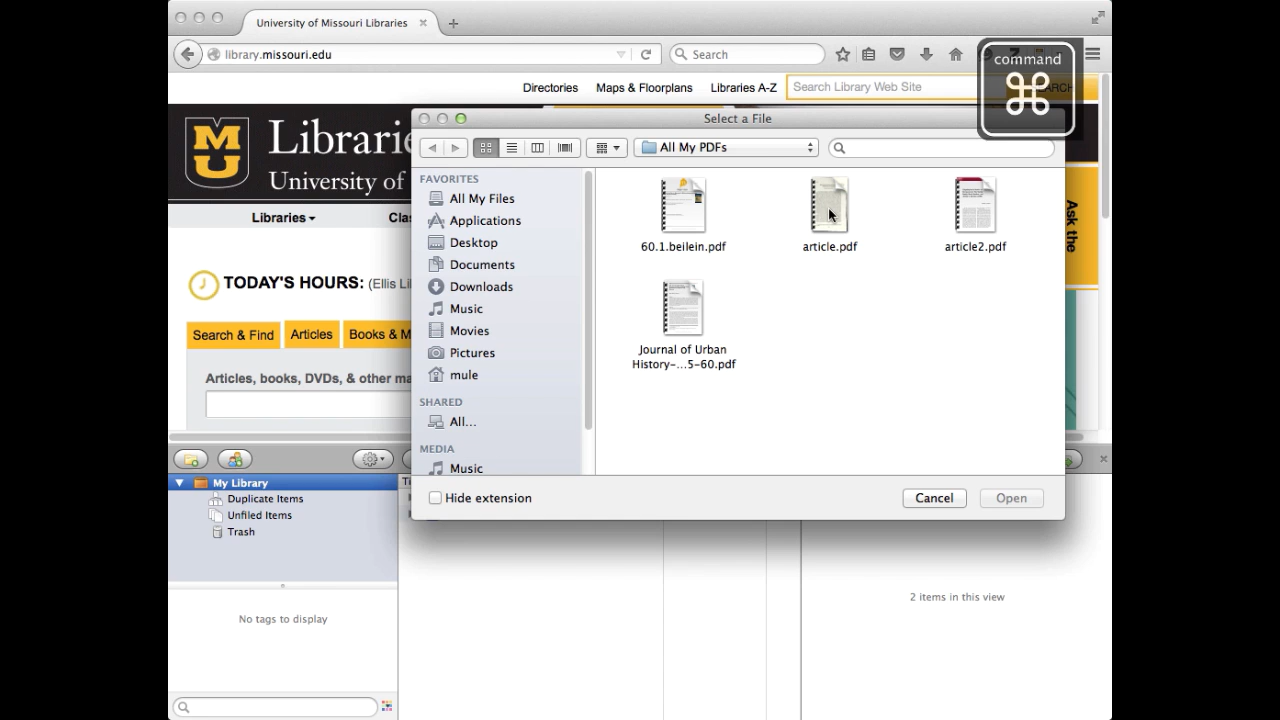 University of Missouri Libraries
library.missouri.edu
Search
command
Directories
Maps & Floorplans
Libraries A-Z
Search Library Web Site
Select a File
MU
University of
All My PDFs
FAVORITES
All My Files
Applications
Desktop
Documents
Downloads
Music
Movies
Pictures
mule
SHARED
All...
MEDIA
Music
60.1.beilein.pdf
article.pdf
article2.pdf
Journal of Urban
History-...5-60.pdf
Hide extension
Cancel
Open
Libraries
Ask the
TODAY'S HOURS: (Ellis Li
Search & Find
Articles
Books & M
Articles, books, DVDs, & other ma
My Library
Duplicate Items
Unfiled Items
Trash
No tags to display
2 items in this view